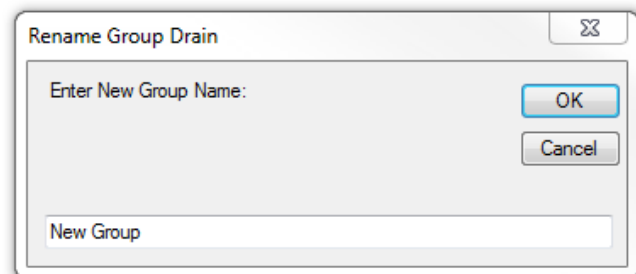 Rename Group Drain
Enter New Group Name:
OK
Cancel
New Group